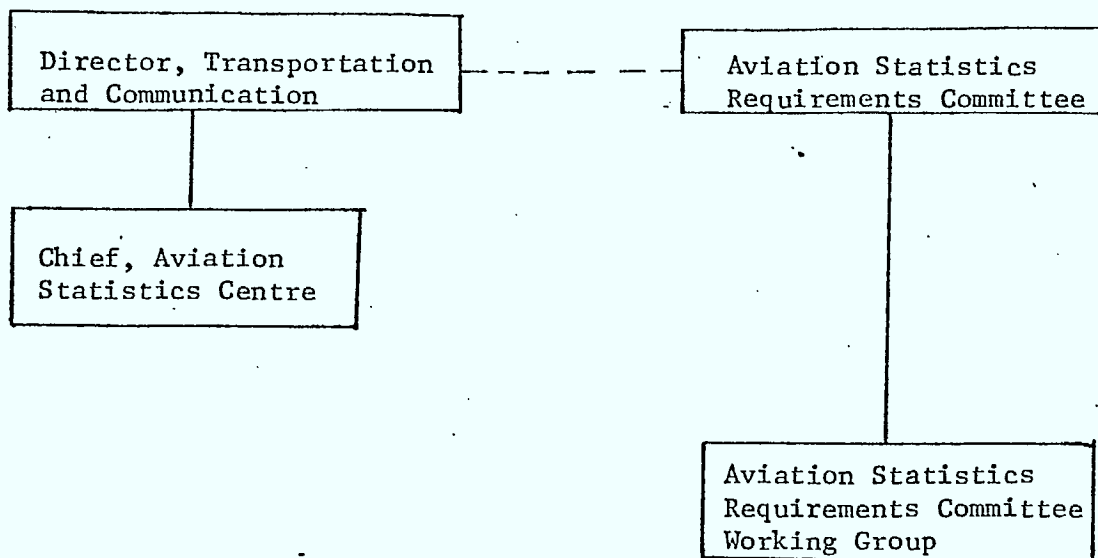 Director, Transportation
and Communication
Aviation Statistics
Requirements Committee
Chief, Aviation
Statistics Centre
Aviation Statistics
Requirements Committee
Working Group